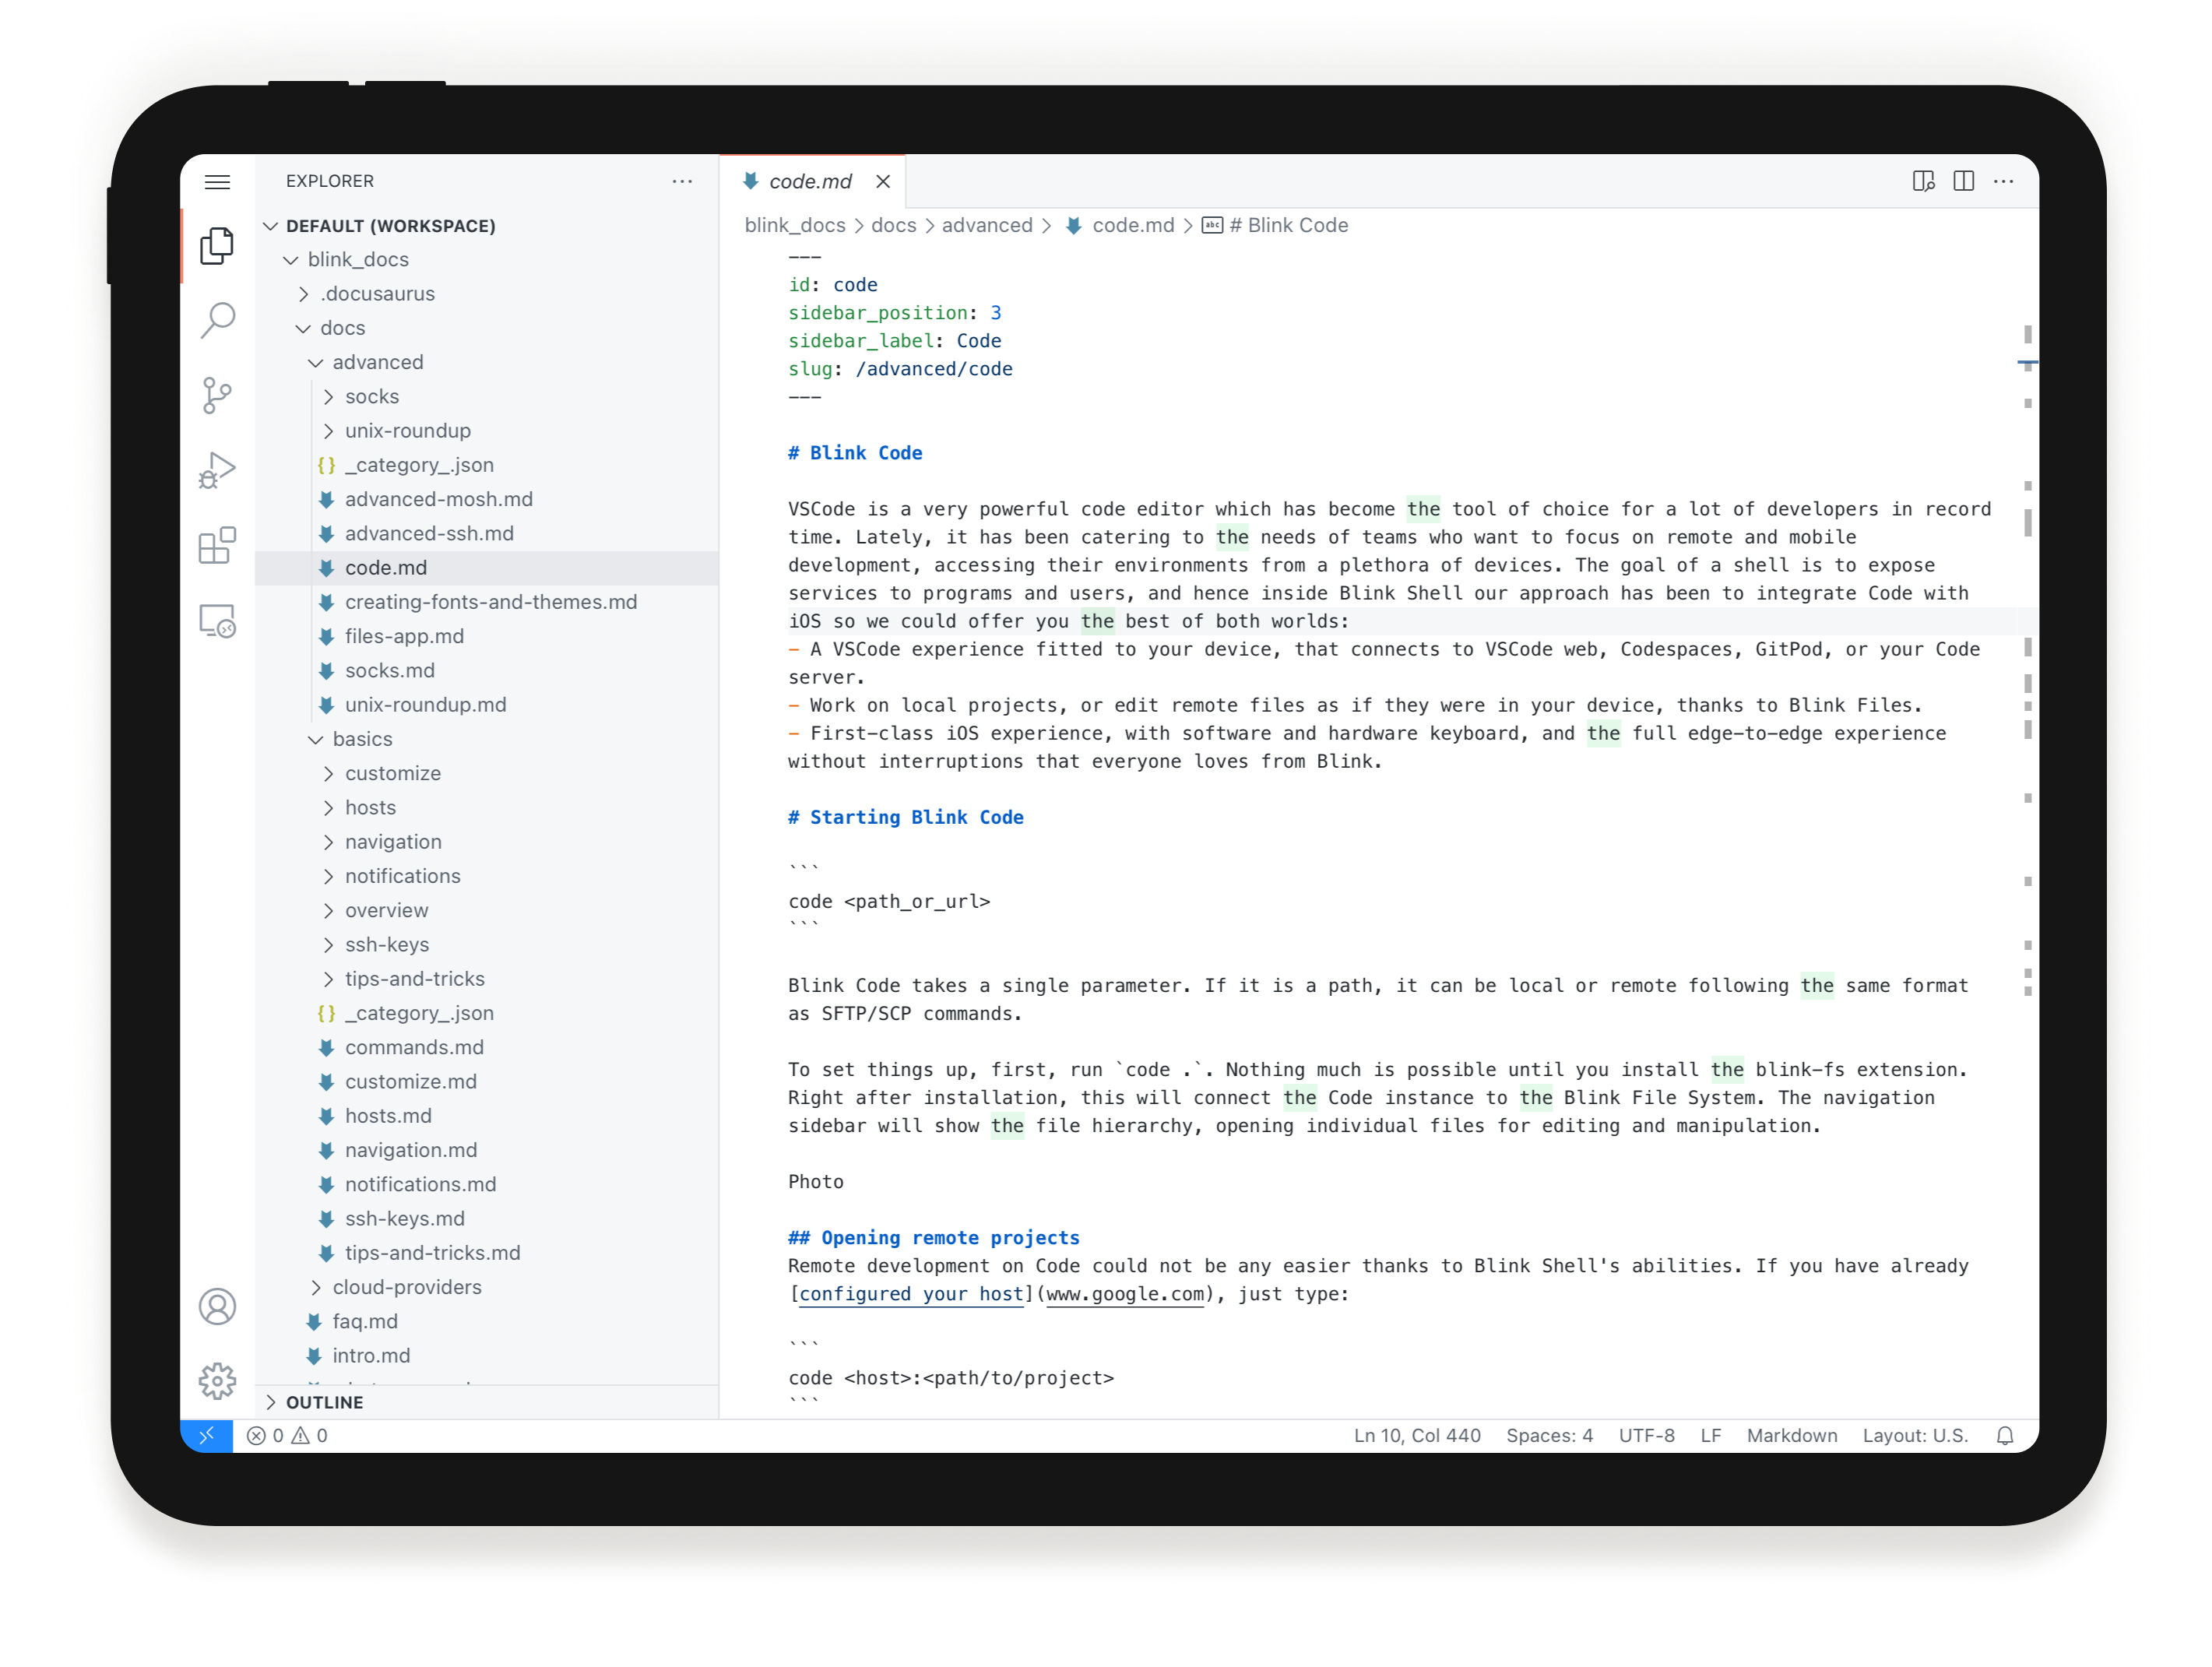 EXPLORER
DEFAULT (WORKSPACE)
blink_docs
.docusaurus
docs
advanced
socks
unix-roundup
_category_.json
advanced-mosh.md
advanced-ssh.md
code.md
creating-fonts-and-themes.md
files-app.md
socks.md
unix-roundup.md
basics
customize
hosts
navigation
notifications
overview
ssh-keys
tips-and-tricks
_category_.json
commands.md
customize.md
hosts.md
navigation.md
notifications.md
ssh-keys.md
tips-and-tricks.md
cloud-providers
faq.md
intro.md
OUTLINE
code.md
blink_docs > docs > advanced > code.md > abc # Blink Code
---
id: code
sidebar_position: 3
sidebar_label: Code
slug: /advanced/code
---
# Blink Code
VSCode is a very powerful code editor which has become the tool of choice for a lot of developers in record
time. Lately, it has been catering to the needs of teams who want to focus on remote and mobile
development, accessing their environments from a plethora of devices. The goal of a shell is to expose
services to programs and users, and hence inside Blink Shell our approach has been to integrate Code with
iOS so we could offer you the best of both worlds:
- A VSCode experience fitted to your device, that connects to VSCode web, Codespaces, GitPod, or your Code
server.
- Work on local projects, or edit remote files as if they were in your device, thanks to Blink Files.
- First-class iOS experience, with software and hardware keyboard, and the full edge-to-edge experience
without interruptions that everyone loves from Blink.
# Starting Blink Code
```
code <path_or_url>
```
Blink Code takes a single parameter. If it is a path, it can be local or remote following the same format
as SFTP/SCP commands.
To set things up, first, run `code .`. Nothing much is possible until you install the blink-fs extension.
Right after installation, this will connect the Code instance to the Blink File System. The navigation
sidebar will show the file hierarchy, opening individual files for editing and manipulation.
Photo
## Opening remote projects
Remote development on Code could not be any easier thanks to Blink Shell's abilities. If you have already
[configured your host](www.google.com), just type:
```
code <host>:<path/to/project>
```
0 0
Ln 10, Col 440 Spaces: 4 UTF-8 LF Markdown Layout: U.S.